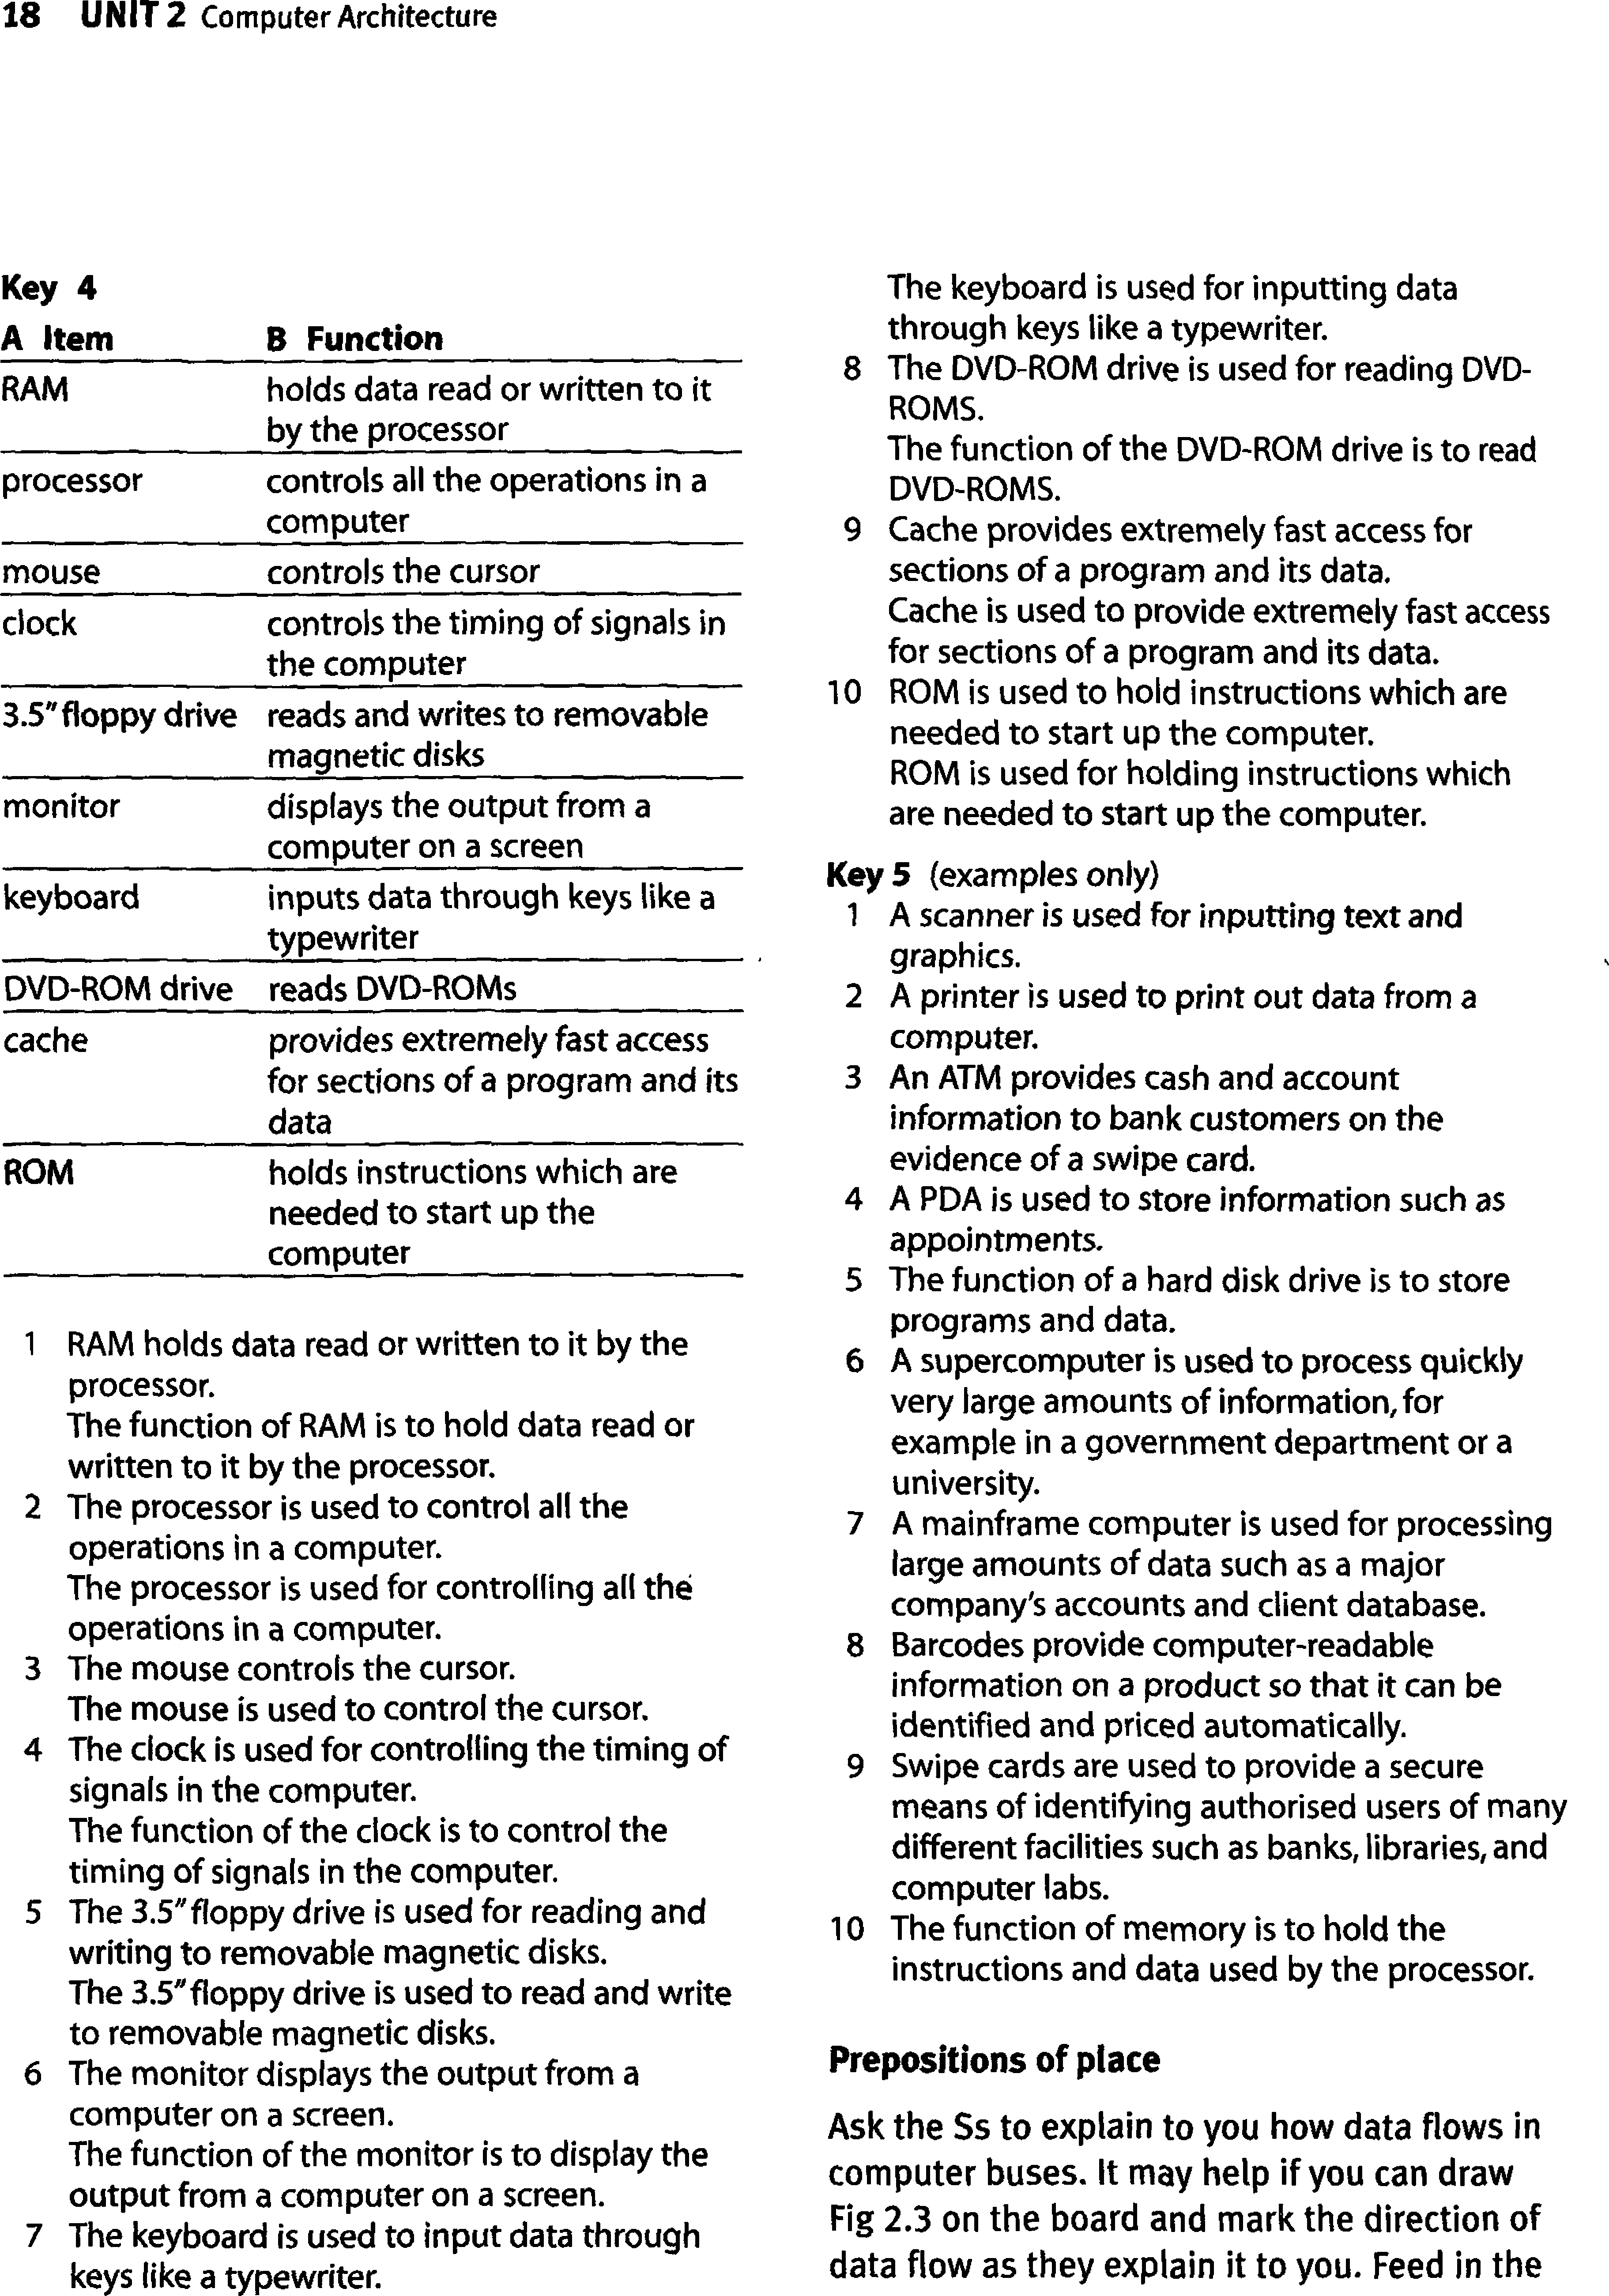 18 UNIT 2 Computer Architecture
Key 4
A Item B Function
RAM holds data read or written to it
by the processor
processor controls all the operations in a
computer
mouse controls the cursor
clock controls the timing of signals in
the computer
3.5" floppy drive reads and writes to removable
magnetic disks
monitor displays the output from a
computer on a screen
keyboard inputs data through keys like a
typewriter
DVD-ROM drive reads DVD-ROMs
cache provides extremely fast access
for sections of a program and its
data
ROM holds instructions which are
needed to start up the
computer
1 RAM holds data read or written to it by the
processor.
The function of RAM is to hold data read or
written to it by the processor.
2 The processor is used to control all the
operations in a computer.
The processor is used for controlling all the
operations in a computer.
3 The mouse controls the cursor.
The mouse is used to control the cursor.
4 The clock is used for controlling the timing of
signals in the computer.
The function of the clock is to control the
timing of signals in the computer.
5 The 3.5" floppy drive is used for reading and
writing to removable magnetic disks.
The 3.5" floppy drive is used to read and write
to removable magnetic disks.
6 The monitor displays the output from a
computer on a screen.
The function of the monitor is to display the
output from a computer on a screen.
7 The keyboard is used to input data through
keys like a typewriter.
The keyboard is used for inputting data
through keys like a typewriter.
8 The DVD-ROM drive is used for reading DVD-
ROMS.
The function of the DVD-ROM drive is to read
DVD-ROMS.
9 Cache provides extremely fast access for
sections of a program and its data.
Cache is used to provide extremely fast access
for sections of a program and its data.
10 ROM is used to hold instructions which are
needed to start up the computer.
ROM is used for holding instructions which
are needed to start up the computer.
Key 5 (examples only)
1 A scanner is used for inputting text and
graphics.
2 A printer is used to print out data from a
computer.
3 An ATM provides cash and account
information to bank customers on the
evidence of a swipe card.
4 A PDA is used to store information such as
appointments.
5 The function of a hard disk drive is to store
programs and data.
6 A supercomputer is used to process quickly
very large amounts of information, for
example in a government department or a
university.
7 A mainframe computer is used for processing
large amounts of data such as a major
company's accounts and client database.
8 Barcodes provide computer-readable
information on a product so that it can be
identified and priced automatically.
9 Swipe cards are used to provide a secure
means of identifying authorised users of many
different facilities such as banks, libraries, and
computer labs.
10 The function of memory is to hold the
instructions and data used by the processor.
Prepositions of place
Ask the Ss to explain to you how data flows in
computer buses. It may help if you can draw
Fig 2.3 on the board and mark the direction of
data flow as they explain it to you. Feed in the